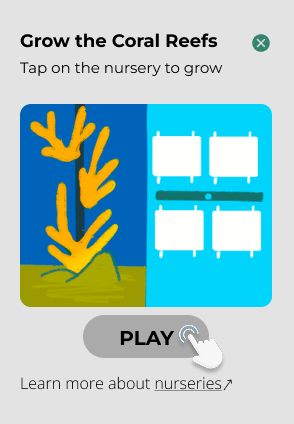 Grow the Coral Reefs
Tap on the nursery to grow
PLAY
Learn more about nurseries↗